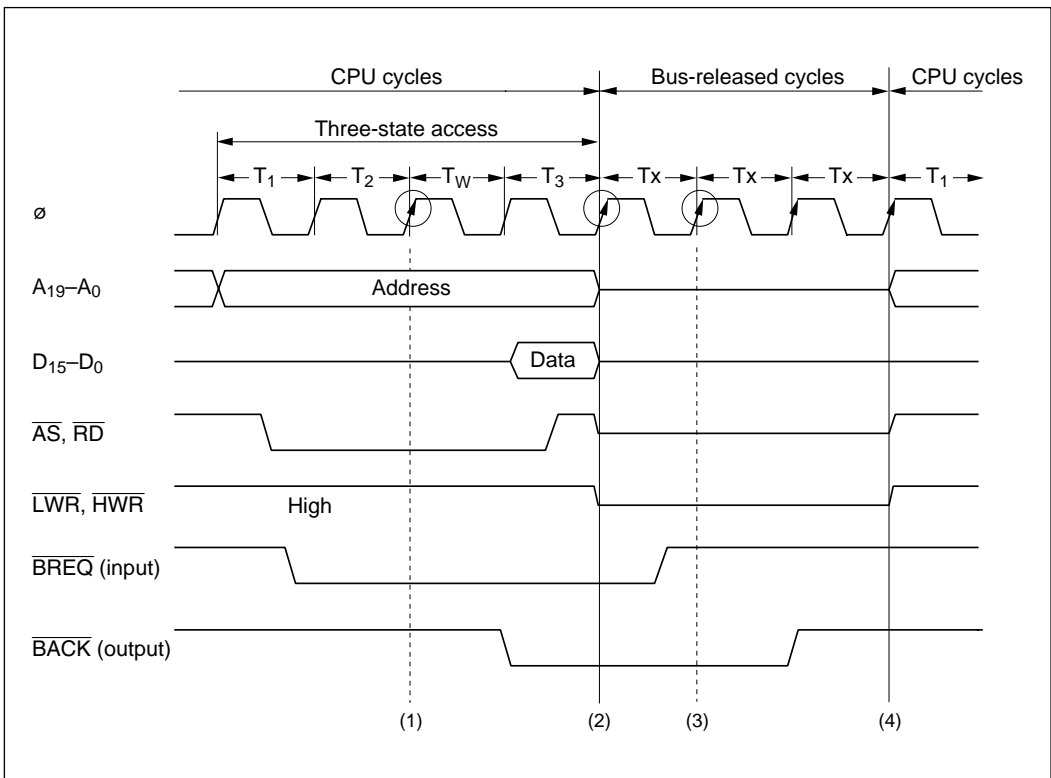 CPU cycles Bus-released cycles CPU cycles
Three-state access
T1 T2 TW T3 Tx Tx Tx T1
ø
A19–A0 Address
D15–D0 Data
AS, RD
LWR, HWR High
BREQ (input)
BACK (output)
(1) (2) (3) (4)